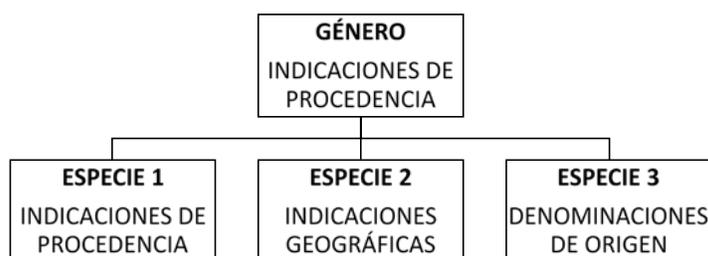 GÉNERO
INDICACIONES DE
PROCEDENCIA
ESPECIE 1
INDICACIONES DE
PROCEDENCIA
ESPECIE 2
INDICACIONES
GEOGRÁFICAS
ESPECIE 3
DENOMINACIONES
DE ORIGEN